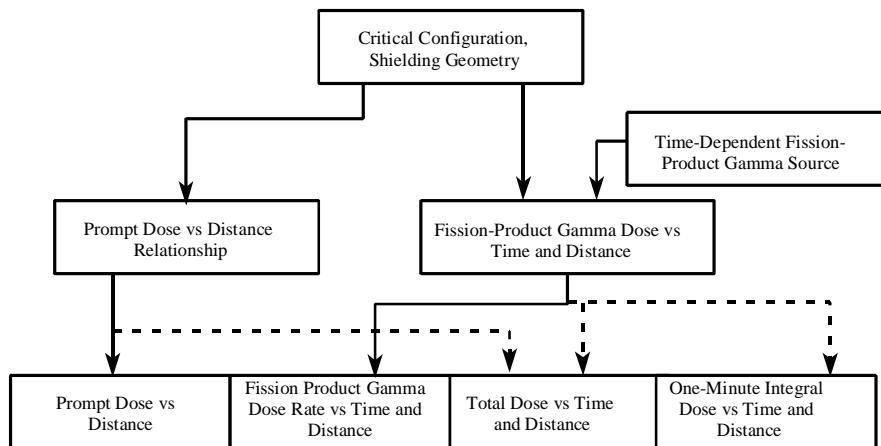 Critical Configuration,
Shielding Geometry
Time-Dependent Fission-
Product Gamma Source
Prompt Dose vs Distance
Relationship
Fission-Product Gamma Dose vs
Time and Distance
Prompt Dose vs
Distance
Fission Product Gamma
Dose Rate vs Time and
Distance
Total Dose vs Time
and Distance
One-Minute Integral
Dose vs Time and
Distance